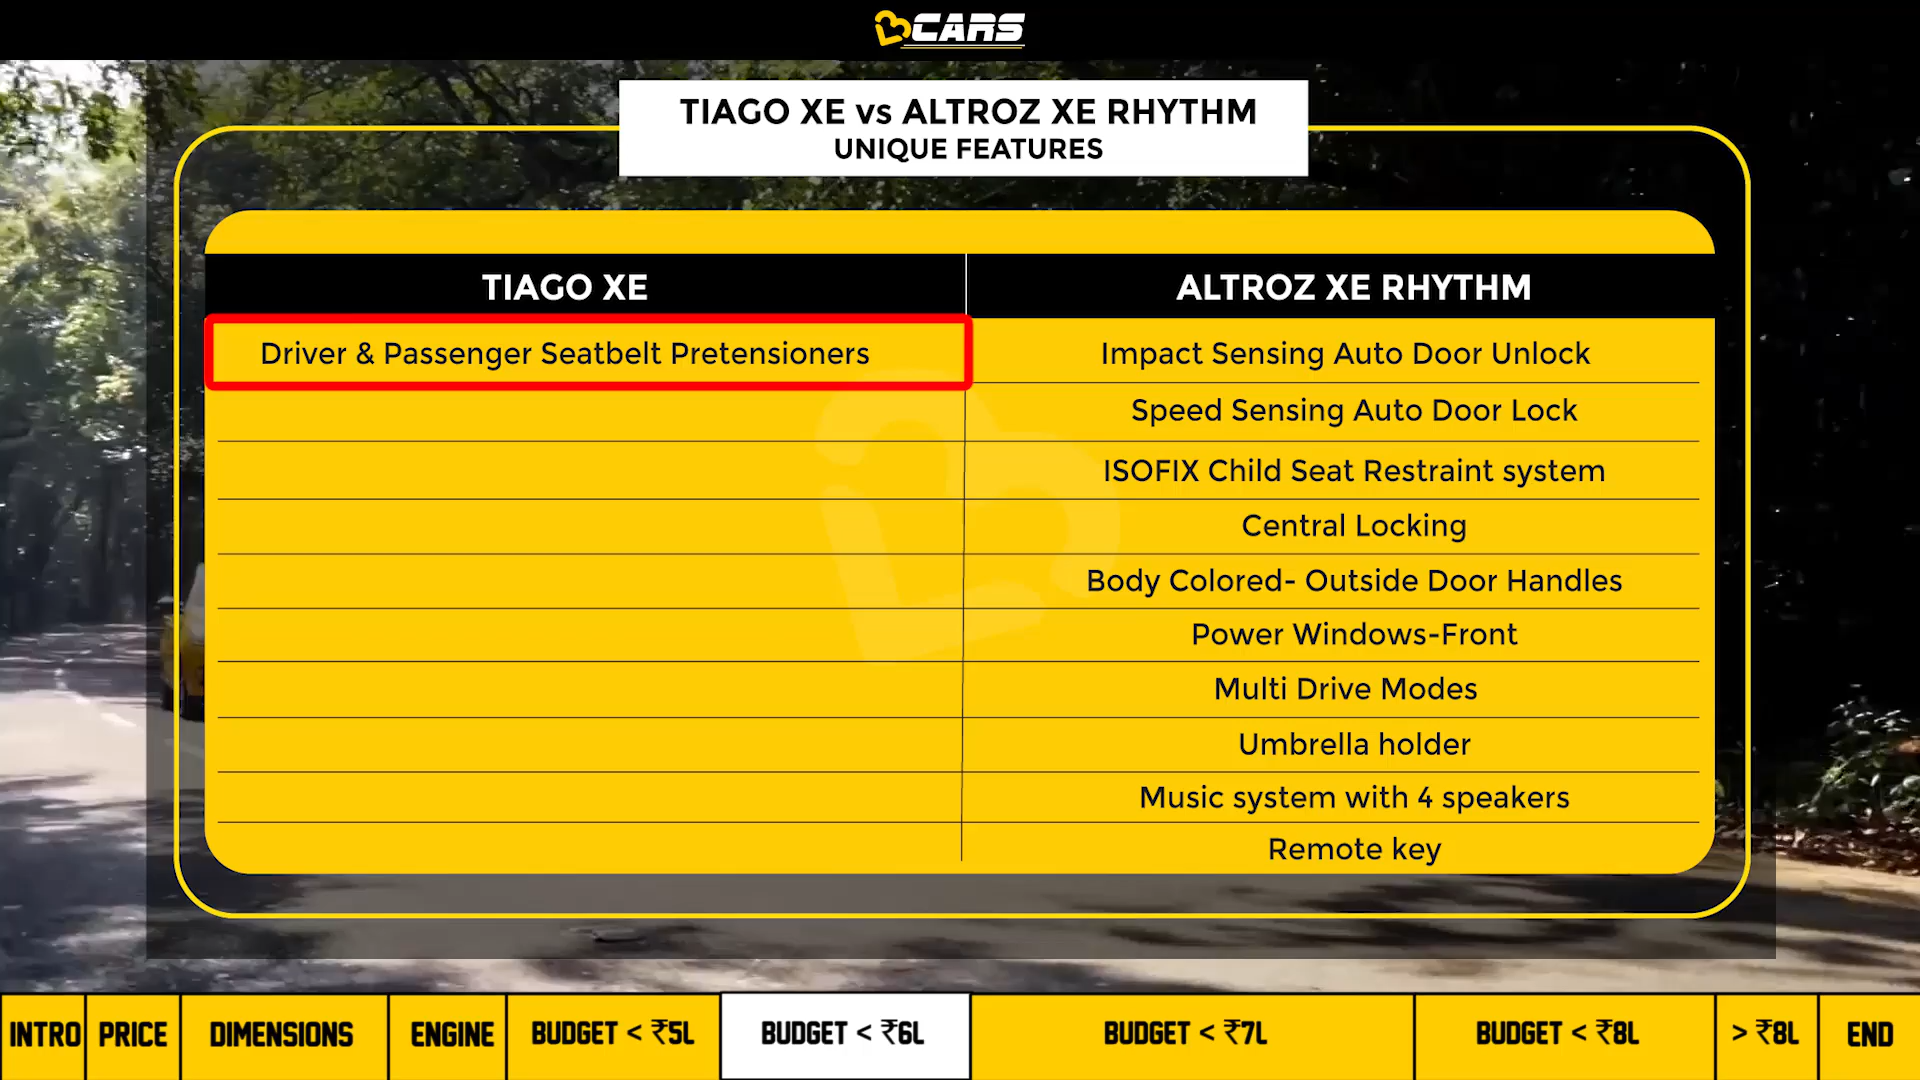 CARS
TIAGO XE vs ALTROZ XE RHYTHM
UNIQUE FEATURES
TIAGO XE
ALTROZ XE RHYTHM
Driver & Passenger Seatbelt Pretensioners
Impact Sensing Auto Door Unlock
Speed Sensing Auto Door Lock
ISOFIX Child Seat Restraint system
Central Locking
Body Colored- Outside Door Handles
Power Windows-Front
Multi Drive Modes
Umbrella holder
Music system with 4 speakers
Remote key
INTRO
PRICE
DIMENSIONS
ENGINE
BUDGET < ₹5L
BUDGET < ₹6L
BUDGET < ₹7L
BUDGET < ₹8L
> ₹8L
END